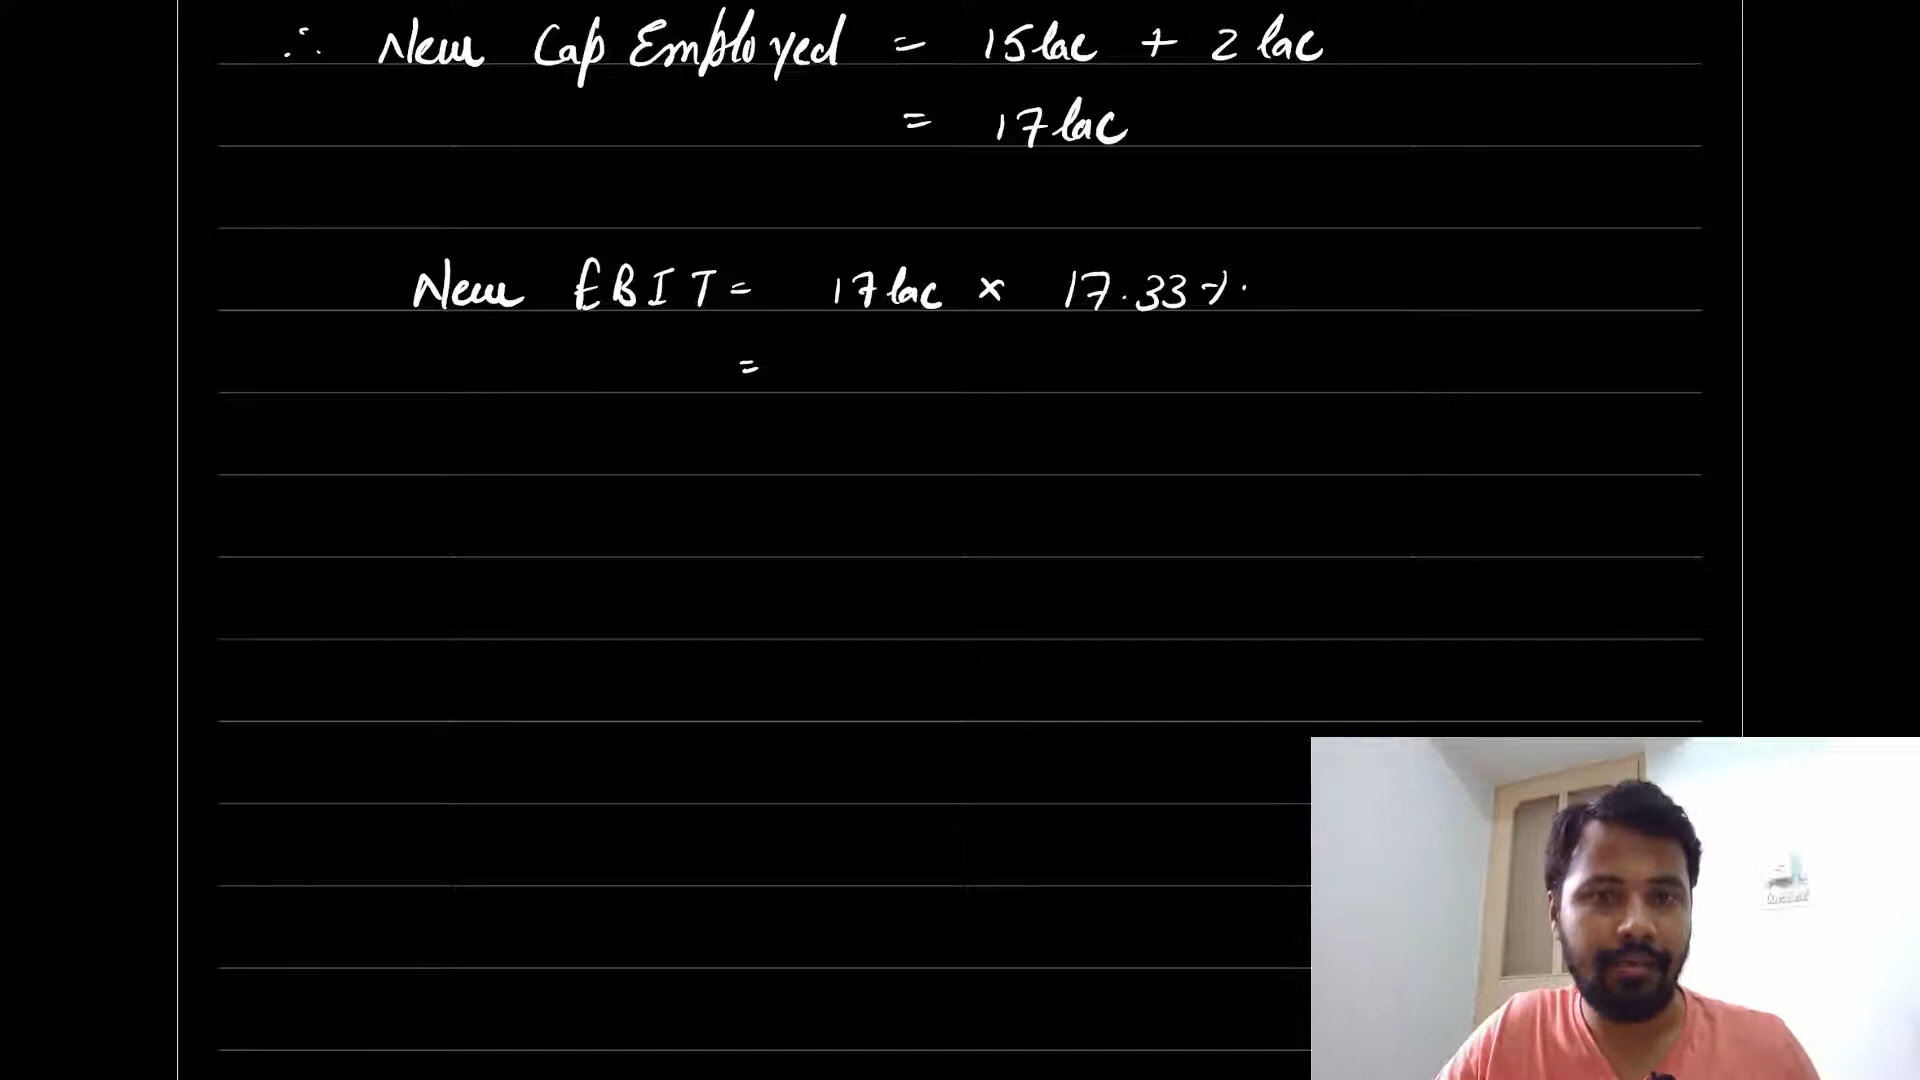 ∴ New Cap Employed = 15 lac + 2 lac
= 17 lac
New EBIT = 17 lac × 17.33 %
=